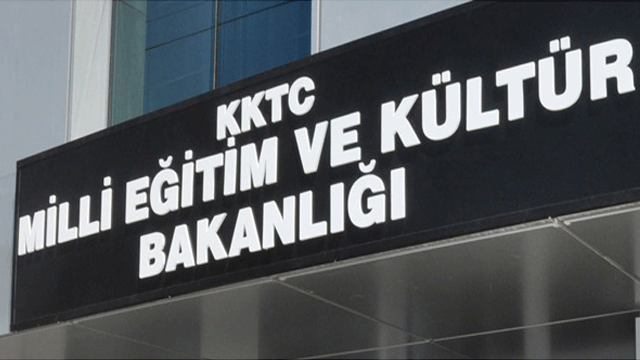 KKTC
MİLLİ EĞİTİM VE KÜLTÜR
BAKANLIĞI